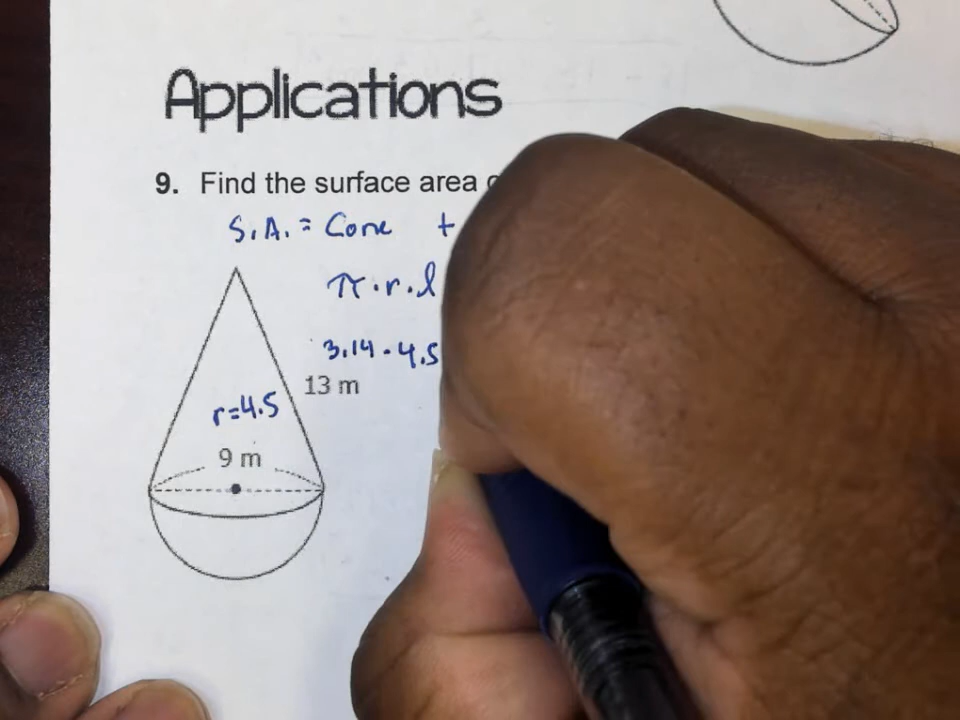 Applications
9. Find the surface area
S.A. = Cone +
π·r·l
3.14·4.5
13 m
r=4.5
9 m